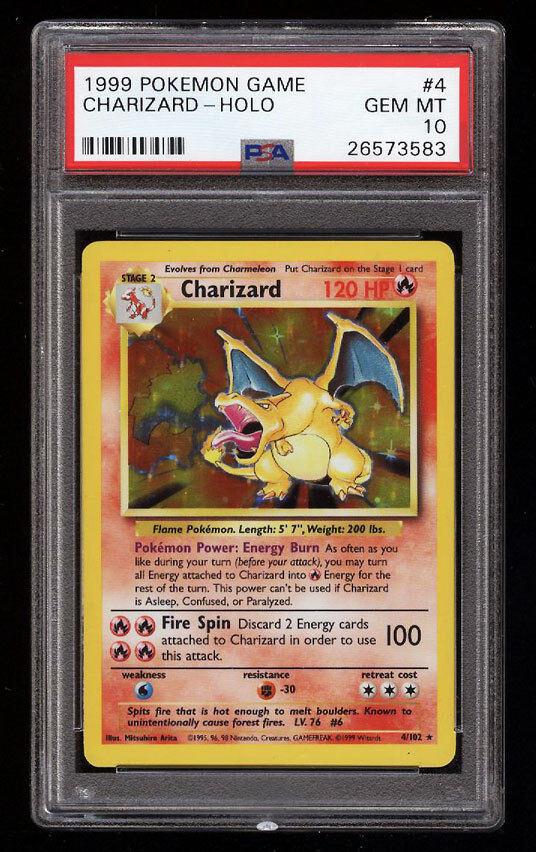 1999 POKEMON GAME #4
CHARIZARD – HOLO GEM MT
10
PSA 26573583
Evolves from Charmeleon Put Charizard on the Stage 1 card
STAGE 2
Charizard 120 HP
Flame Pokémon. Length: 5' 7", Weight: 200 lbs.
Pokémon Power: Energy Burn As often as you
like during your turn (before your attack), you may turn
all Energy attached to Charizard into Energy for the
rest of the turn. This power can't be used if Charizard
is Asleep, Confused, or Paralyzed.
Fire Spin Discard 2 Energy cards
attached to Charizard in order to use 100
this attack.
weakness resistance retreat cost
-30
Spits fire that is hot enough to melt boulders. Known to
unintentionally cause forest fires. LV. 76 #6
Illus. Mitsuhiro Arita ©1995, 96, 98 Nintendo, Creatures, GAMEFREAK. ©1999 Wizards. 4/102 ★